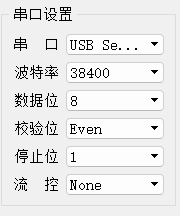 串口设置
串 口 USB Se...
波特率 38400
数据位 8
校验位 Even
停止位 1
流 控 None